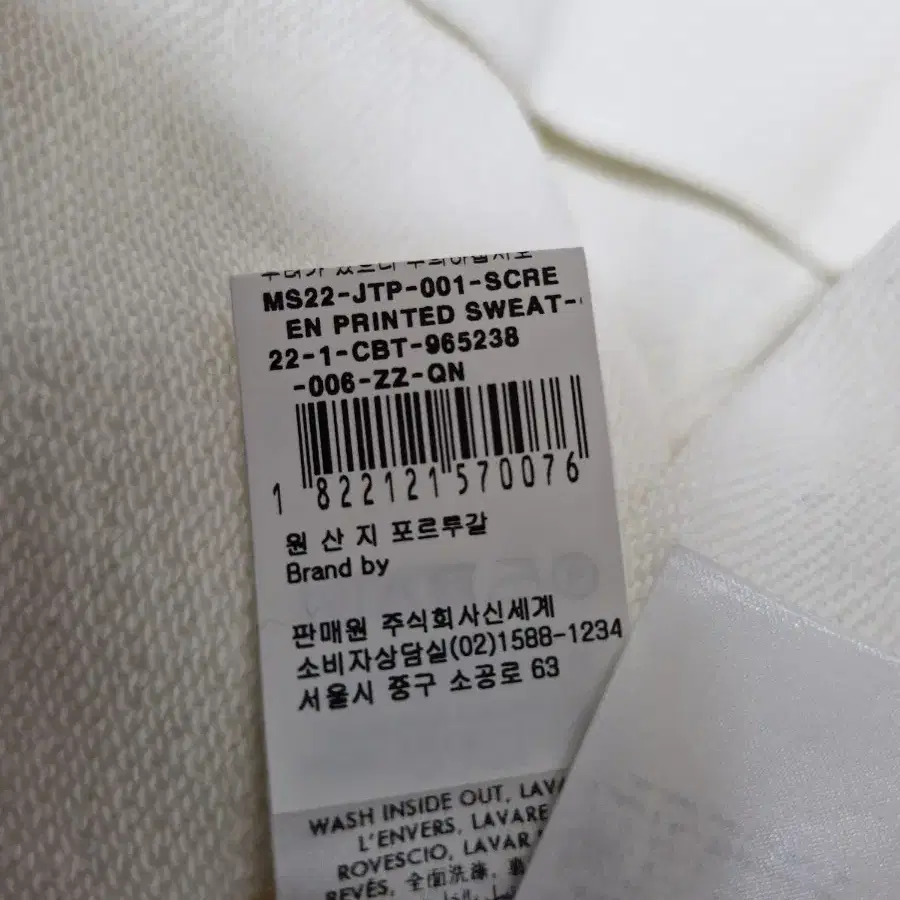 MS22-JTP-001-SCRE
EN PRINTED SWEAT-
22-1-CBT-965238
-006-ZZ-QN
1 822121 570076
원 산 지 포르투갈
Brand by
판매원 주식회사신세계
소비자상담실(02)1588-1234
서울시 중구 소공로 63
WASH INSIDE OUT,
L'ENVERS, LAVARE
ROVESCIO, LAVAR
REVÉS, 全面洗滌,